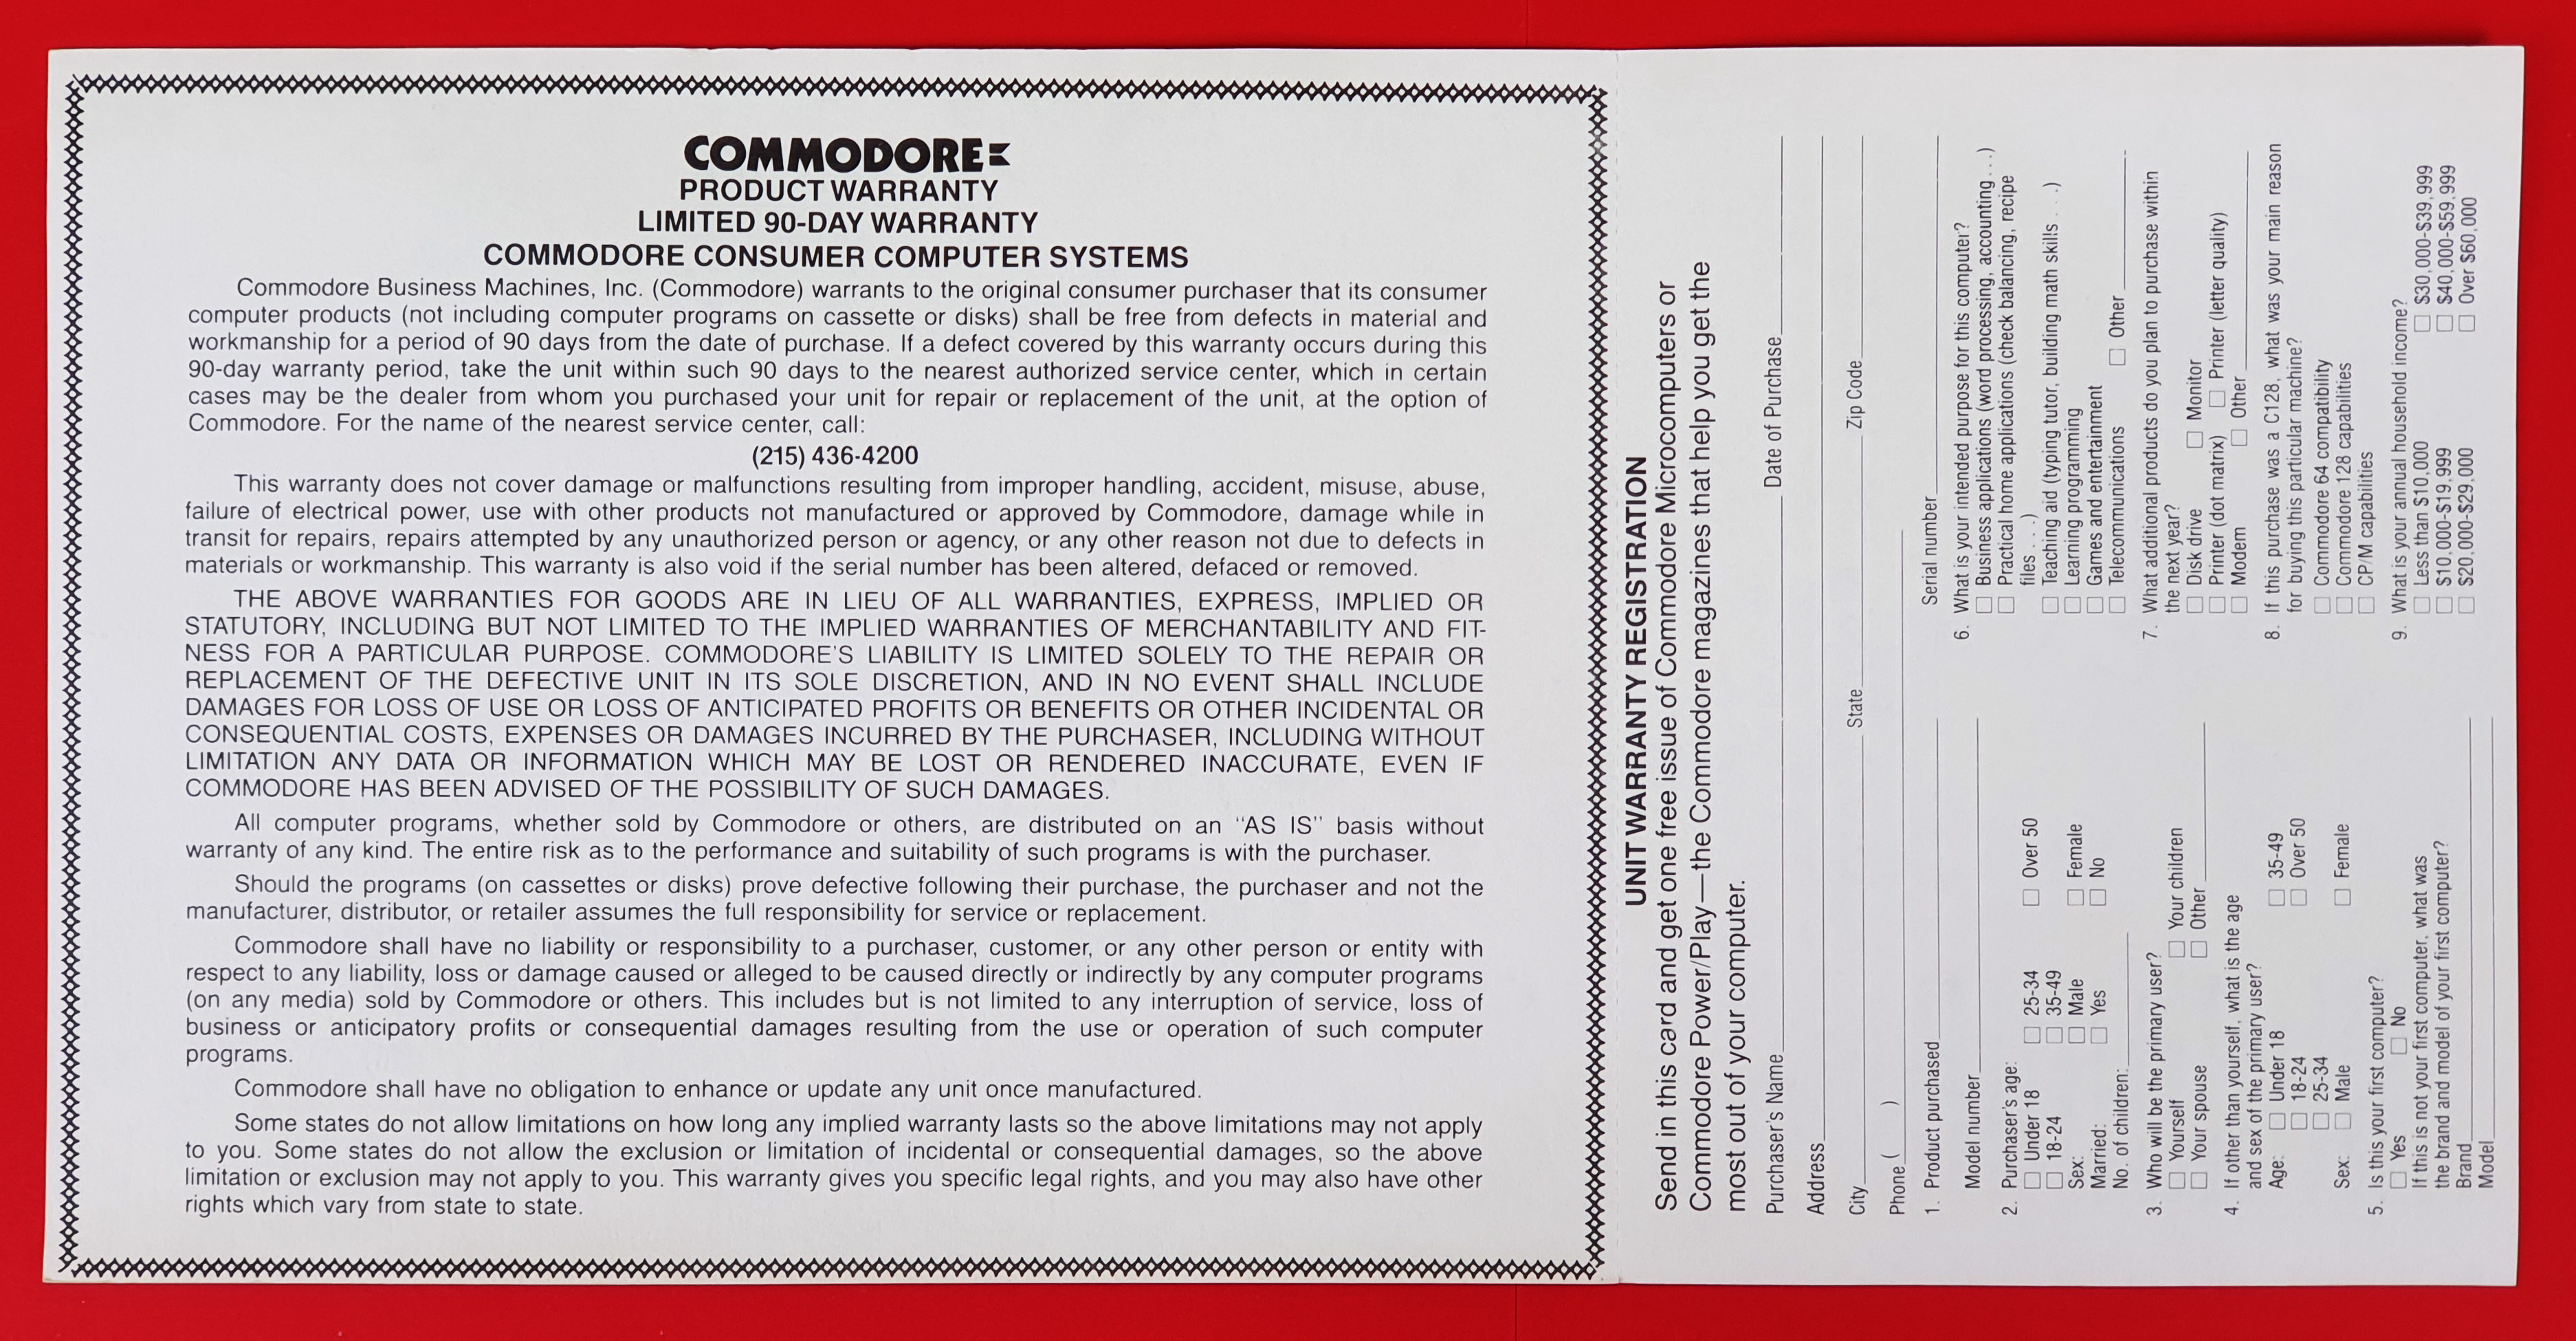 COMMODORE
PRODUCT WARRANTY
LIMITED 90-DAY WARRANTY
COMMODORE CONSUMER COMPUTER SYSTEMS
Commodore Business Machines, Inc. (Commodore) warrants to the original consumer purchaser that its consumer
computer products (not including computer programs on cassette or disks) shall be free from defects in material and
workmanship for a period of 90 days from the date of purchase. If a defect covered by this warranty occurs during this
90-day warranty period, take the unit within such 90 days to the nearest authorized service center, which in certain
cases may be the dealer from whom you purchased your unit for repair or replacement of the unit, at the option of
Commodore. For the name of the nearest service center, call:
(215) 436-4200
This warranty does not cover damage or malfunctions resulting from improper handling, accident, misuse, abuse,
failure of electrical power, use with other products not manufactured or approved by Commodore, damage while in
transit for repairs, repairs attempted by any unauthorized person or agency, or any other reason not due to defects in
materials or workmanship. This warranty is also void if the serial number has been altered, defaced or removed.
THE ABOVE WARRANTIES FOR GOODS ARE IN LIEU OF ALL WARRANTIES, EXPRESS, IMPLIED OR
STATUTORY, INCLUDING BUT NOT LIMITED TO THE IMPLIED WARRANTIES OF MERCHANTABILITY AND FIT-
NESS FOR A PARTICULAR PURPOSE. COMMODORE'S LIABILITY IS LIMITED SOLELY TO THE REPAIR OR
REPLACEMENT OF THE DEFECTIVE UNIT IN ITS SOLE DISCRETION, AND IN NO EVENT SHALL INCLUDE
DAMAGES FOR LOSS OF USE OR LOSS OF ANTICIPATED PROFITS OR BENEFITS OR OTHER INCIDENTAL OR
CONSEQUENTIAL COSTS, EXPENSES OR DAMAGES INCURRED BY THE PURCHASER, INCLUDING WITHOUT
LIMITATION ANY DATA OR INFORMATION WHICH MAY BE LOST OR RENDERED INACCURATE, EVEN IF
COMMODORE HAS BEEN ADVISED OF THE POSSIBILITY OF SUCH DAMAGES.
All computer programs, whether sold by Commodore or others, are distributed on an "AS IS" basis without
warranty of any kind. The entire risk as to the performance and suitability of such programs is with the purchaser.
Should the programs (on cassettes or disks) prove defective following their purchase, the purchaser and not the
manufacturer, distributor, or retailer assumes the full responsibility for service or replacement.
Commodore shall have no liability or responsibility to a purchaser, customer, or any other person or entity with
respect to any liability, loss or damage caused or alleged to be caused directly or indirectly by any computer programs
(on any media) sold by Commodore or others. This includes but is not limited to any interruption of service, loss of
business or anticipatory profits or consequential damages resulting from the use or operation of such computer
programs.
Commodore shall have no obligation to enhance or update any unit once manufactured.
Some states do not allow limitations on how long any implied warranty lasts so the above limitations may not apply
to you. Some states do not allow the exclusion or limitation of incidental or consequential damages, so the above
limitation or exclusion may not apply to you. This warranty gives you specific legal rights, and you may also have other
rights which vary from state to state.
UNIT WARRANTY REGISTRATION
Send in this card and get one free issue of Commodore Microcomputers or
Commodore Power/Play—the Commodore magazines that help you get the
most out of your computer.
Purchaser's Name Date of Purchase
Address
City State Zip Code
Phone ( )
1. Product purchased
Model number
2. Purchaser's age:
Under 18 25-34 Over 50
18-24 35-49
Sex: Male Female
Married: Yes No
No. of children:
3. Who will be the primary user?
Yourself Your children
Your spouse Other
4. If other than yourself, what is the age
and sex of the primary user?
Age: Under 18 35-49
18-24 Over 50
25-34
Sex: Male Female
5. Is this your first computer?
Yes No
If this is not your first computer, what was
the brand and model of your first computer?
Brand
Model
Serial number
6. What is your intended purpose for this computer?
Business applications (word processing, accounting . . .)
Practical home applications (check balancing, recipe
files . . .)
Teaching aid (typing tutor, building math skills . . .)
Learning programming
Games and entertainment
Telecommunications Other
7. What additional products do you plan to purchase within
the next year?
Disk drive Monitor
Printer (dot matrix) Printer (letter quality)
Modem Other
8. If this purchase was a C128, what was your main reason
for buying this particular machine?
Commodore 64 compatibility
Commodore 128 capabilities
CP/M capabilities
9. What is your annual household income?
Less than $10,000 $30,000-$39,999
$10,000-$19,999 $40,000-$59,999
$20,000-$29,000 Over $60,000